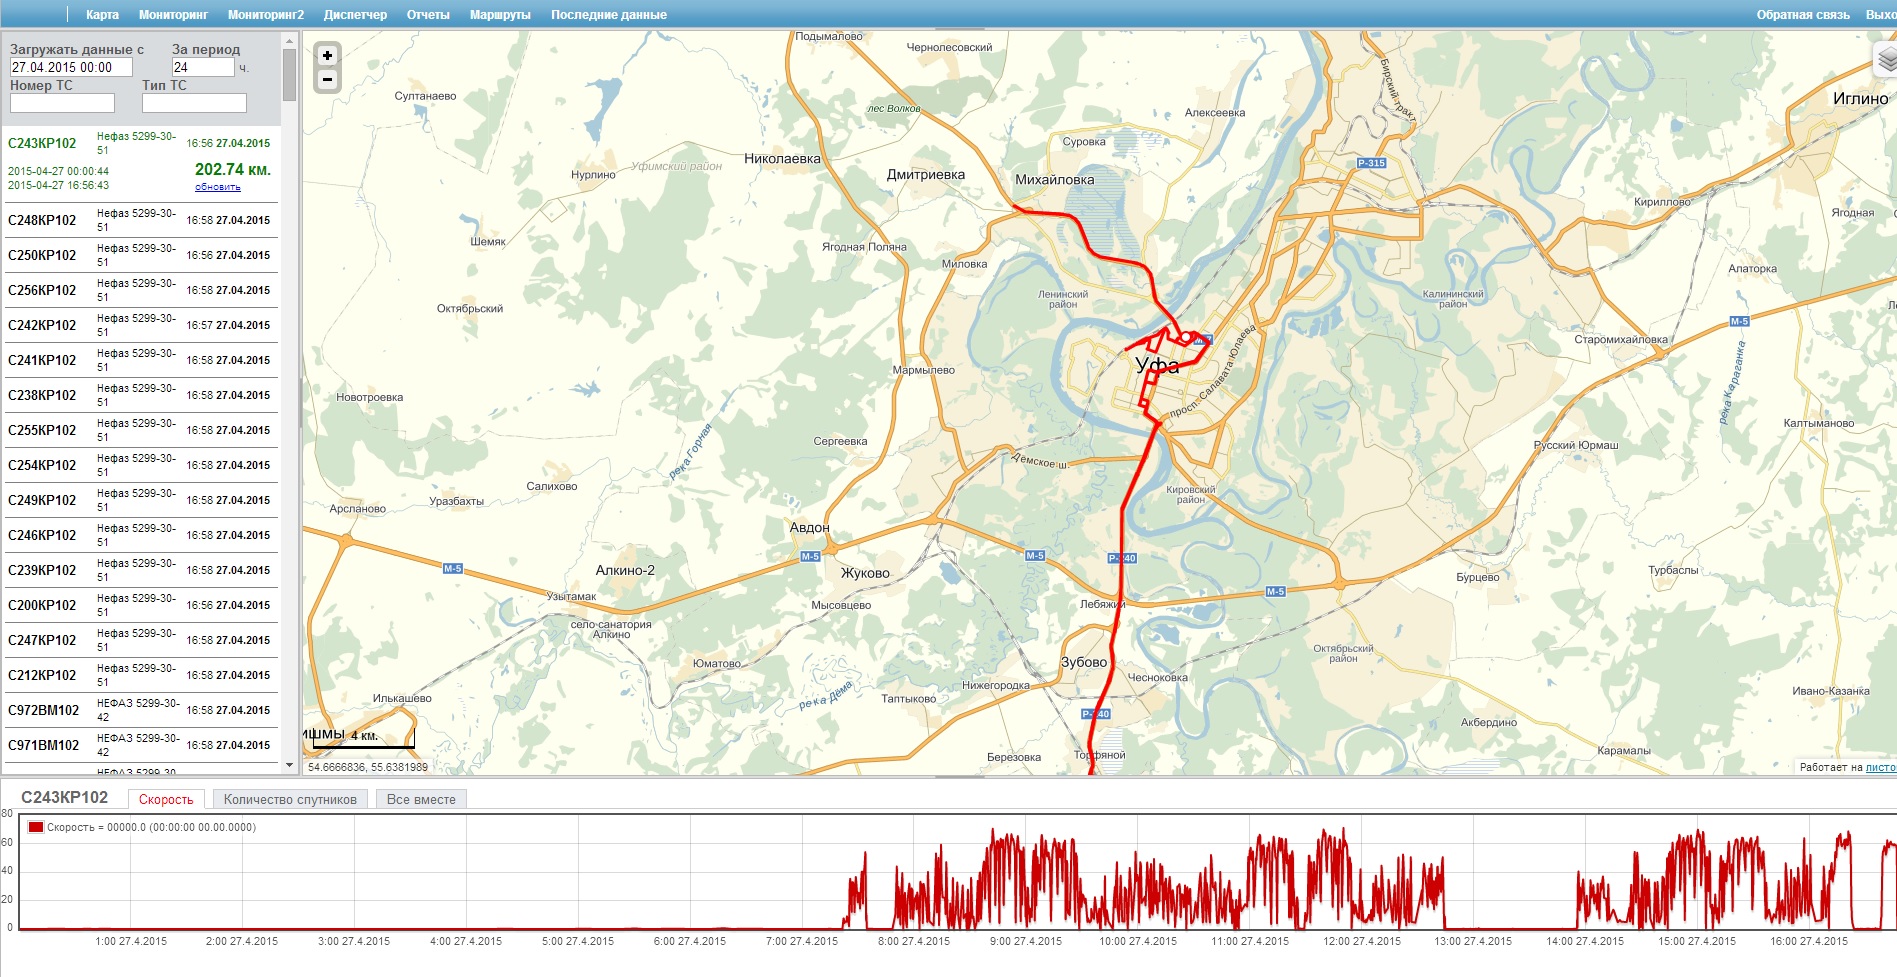 Карта Мониторинг Мониторинг2 Диспетчер Отчеты Маршруты Последние данные Обратная связь Выхо
Загружать данные с За период
27.04.2015 00:00 24 ч.
Номер ТС Тип ТС
С243КР102 Нефаз 5299-30-51 16:56 27.04.2015
2015-04-27 00:00:44 202.74 км.
2015-04-27 16:56:43 обновить
С248КР102 Нефаз 5299-30-51 16:58 27.04.2015
С250КР102 Нефаз 5299-30-51 16:56 27.04.2015
С256КР102 Нефаз 5299-30-51 16:58 27.04.2015
С242КР102 Нефаз 5299-30-51 16:57 27.04.2015
С241КР102 Нефаз 5299-30-51 16:58 27.04.2015
С238КР102 Нефаз 5299-30-51 16:58 27.04.2015
С255КР102 Нефаз 5299-30-51 16:58 27.04.2015
С254КР102 Нефаз 5299-30-51 16:58 27.04.2015
С249КР102 Нефаз 5299-30-51 16:58 27.04.2015
С246КР102 Нефаз 5299-30-51 16:58 27.04.2015
С239КР102 Нефаз 5299-30-51 16:58 27.04.2015
С200КР102 Нефаз 5299-30-51 16:56 27.04.2015
С247КР102 Нефаз 5299-30-51 16:58 27.04.2015
С212КР102 Нефаз 5299-30-51 16:58 27.04.2015
С972ВМ102 НЕФАЗ 5299-30-42 16:58 27.04.2015
С971ВМ102 НЕФАЗ 5299-30-42 16:58 27.04.2015
НЕФАЗ 5299-30
+
−
Подымалово
Чернолесовский
Бирский тракт
Султанаево
лес Волков
Алексеевка
Иглино
Суровка
Николаевка
Уфимский район
Р-315
Нурлино
Дмитриевка
Михайловка
Кириллово
Ягодная
Шемяк
Ягодная Поляна
Миловка
Алаторка
Октябрьский
Ленинский район
Калининский район
М-5
Старомихайловка
Уфа
просп. Салавата Юлаева
Мармылево
Новотроевка
река Караганка
река Горная
Сергеевка
Калтыманово
Русский Юрмаш
Дёмское ш.
Салихово
Уразбахты
Арсланово
Кировский район
Авдон
М-5
М-5
Р-240
М-5
Алкино-2
Жуково
Турбаслы
Бурцево
М-5
Узытамак
Мысовцево
Лебяжий
село-санатория Алкино
Октябрьский район
Юматово
Зубово
Чесноковка
Нижегородка
река Дёма
Таптыково
Илькашево
Ивано-Казанка
Р-240
Акбердино
ишмы 4 км.
Березовка
Торфяной
Карамалы
54.6666836, 55.6381989
Работает на листо
С243КР102 Скорость Количество спутников Все вместе
Скорость = 00000.0 (00:00:00 00.00.0000)
80
60
40
20
0
1:00 27.4.2015 2:00 27.4.2015 3:00 27.4.2015 4:00 27.4.2015 5:00 27.4.2015 6:00 27.4.2015 7:00 27.4.2015 8:00 27.4.2015 9:00 27.4.2015 10:00 27.4.2015 11:00 27.4.2015 12:00 27.4.2015 13:00 27.4.2015 14:00 27.4.2015 15:00 27.4.2015 16:00 27.4.2015